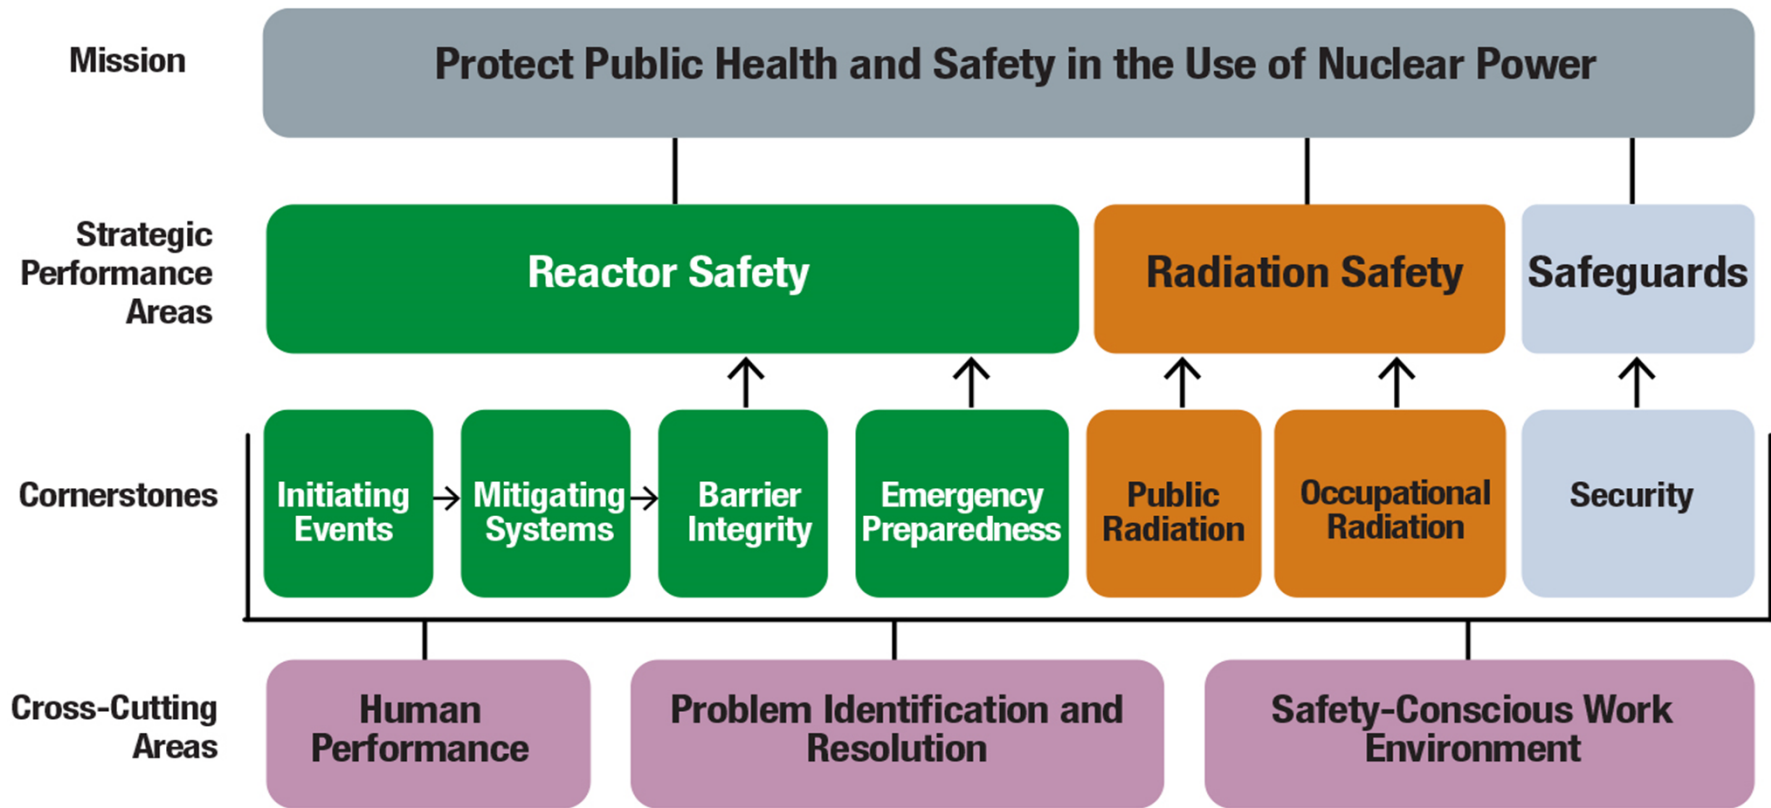 Mission
Protect Public Health and Safety in the Use of Nuclear Power
Strategic
Performance
Areas
Reactor Safety
Radiation Safety
Safeguards
Cornerstones
Initiating
Events
Mitigating
Systems
Barrier
Integrity
Emergency
Preparedness
Public
Radiation
Occupational
Radiation
Security
Cross-Cutting
Areas
Human
Performance
Problem Identification and
Resolution
Safety-Conscious Work
Environment